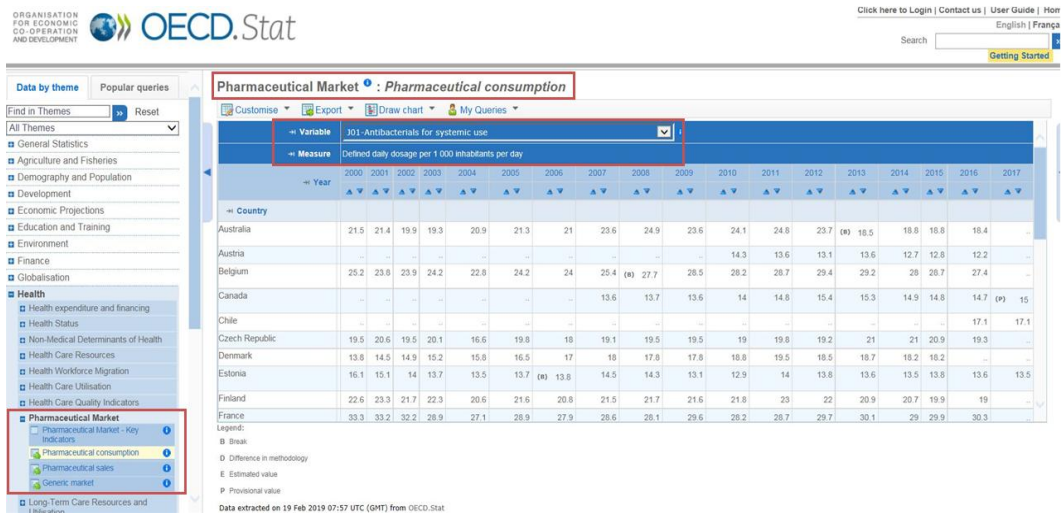 ORGANISATION
FOR ECONOMIC
CO-OPERATION
AND DEVELOPMENT
OECD.Stat
Click here to Login | Contact us | User Guide | Hom
English | França
Search
Getting Started
Data by theme Popular queries
Find in Themes » Reset
All Themes
General Statistics
Agriculture and Fisheries
Demography and Population
Development
Economic Projections
Education and Training
Environment
Finance
Globalisation
Health
Health expenditure and financing
Health Status
Non-Medical Determinants of Health
Health Care Resources
Health Workforce Migration
Health Care Utilisation
Health Care Quality Indicators
Pharmaceutical Market
Pharmaceutical Market - Key
Indicators
Pharmaceutical consumption
Pharmaceutical sales
Generic market
Long-Term Care Resources and
Utilisation
Pharmaceutical Market : Pharmaceutical consumption
Customise Export Draw chart My Queries
Variable J01-Antibacterials for systemic use
Measure Defined daily dosage per 1 000 inhabitants per day
Year 2000 2001 2002 2003 2004 2005 2006 2007 2008 2009 2010 2011 2012 2013 2014 2015 2016 2017
Country
Australia 21.5 21.4 19.9 19.3 20.9 21.3 21 23.6 24.9 23.6 24.1 24.8 23.7 (B) 18.5 18.8 18.8 18.4 ..
Austria .. .. .. .. .. .. .. .. .. .. 14.3 13.6 13.1 13.6 12.7 12.8 12.2 ..
Belgium 25.2 23.8 23.9 24.2 22.8 24.2 24 25.4 (B) 27.7 28.5 28.2 28.7 29.4 29.2 28 28.7 27.4 ..
Canada .. .. .. .. .. .. .. 13.6 13.7 13.6 14 14.8 15.4 15.3 14.9 14.8 14.7 (P) 15
Chile .. .. .. .. .. .. .. .. .. .. .. .. .. .. .. .. 17.1 17.1
Czech Republic 19.5 20.6 19.5 20.1 16.6 19.8 18 19.1 19.5 19.5 19 19.8 19.2 21 21 20.9 19.3 ..
Denmark 13.8 14.5 14.9 15.2 15.8 16.5 17 18 17.8 17.8 18.8 19.5 18.5 18.7 18.2 18.2 .. ..
Estonia 16.1 15.1 14 13.7 13.5 13.7 (B) 13.8 14.5 14.3 13.1 12.9 14 13.8 13.6 13.5 13.8 13.6 13.5
Finland 22.6 23.3 21.7 22.3 20.6 21.6 20.8 21.5 21.7 21.6 21.8 23 22 20.9 20.7 19.9 19 ..
France 33.3 33.2 32.2 28.9 27.1 28.9 27.9 28.6 28.1 29.6 28.2 28.7 29.7 30.1 29 29.9 30.3
Legend:
B Break
D Difference in methodology
E Estimated value
P Provisional value
Data extracted on 19 Feb 2019 07:57 UTC (GMT) from OECD.Stat